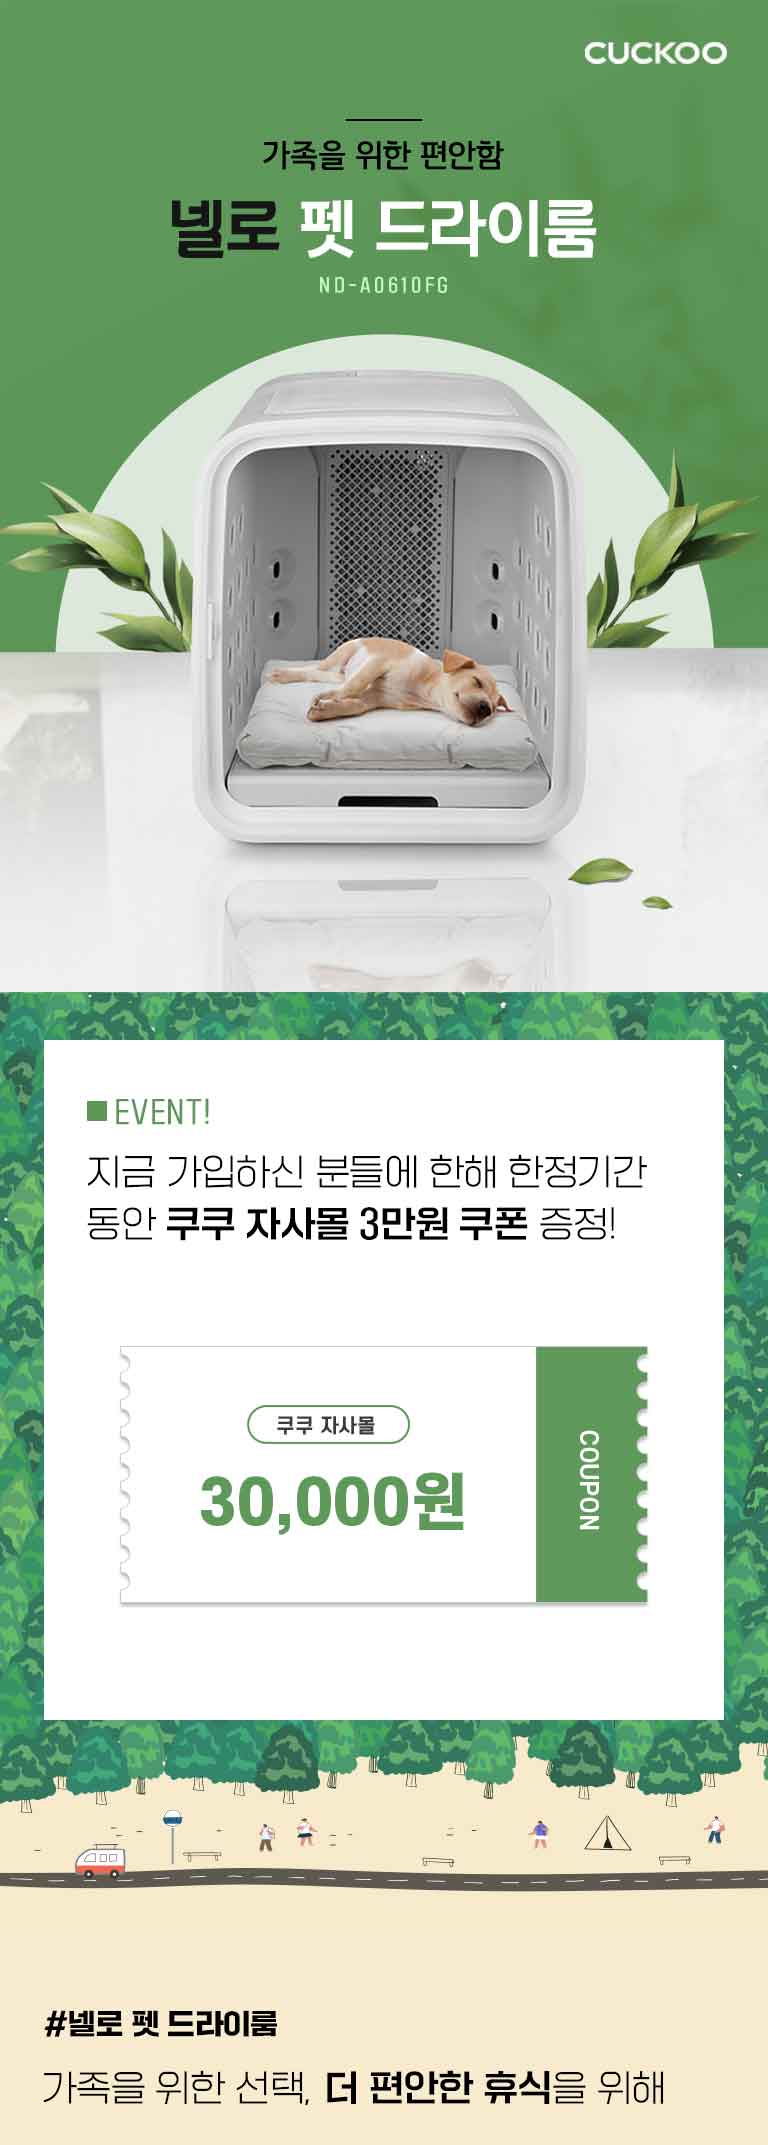 CUCKOO
가족을 위한 편안함
넬로 펫 드라이룸
ND-A0610FG
EVENT!
지금 가입하신 분들에 한해 한정기간
동안 쿠쿠 자사몰 3만원 쿠폰 증정!
쿠쿠 자사몰
30,000원
COUPON
#넬로 펫 드라이룸
가족을 위한 선택, 더 편안한 휴식을 위해